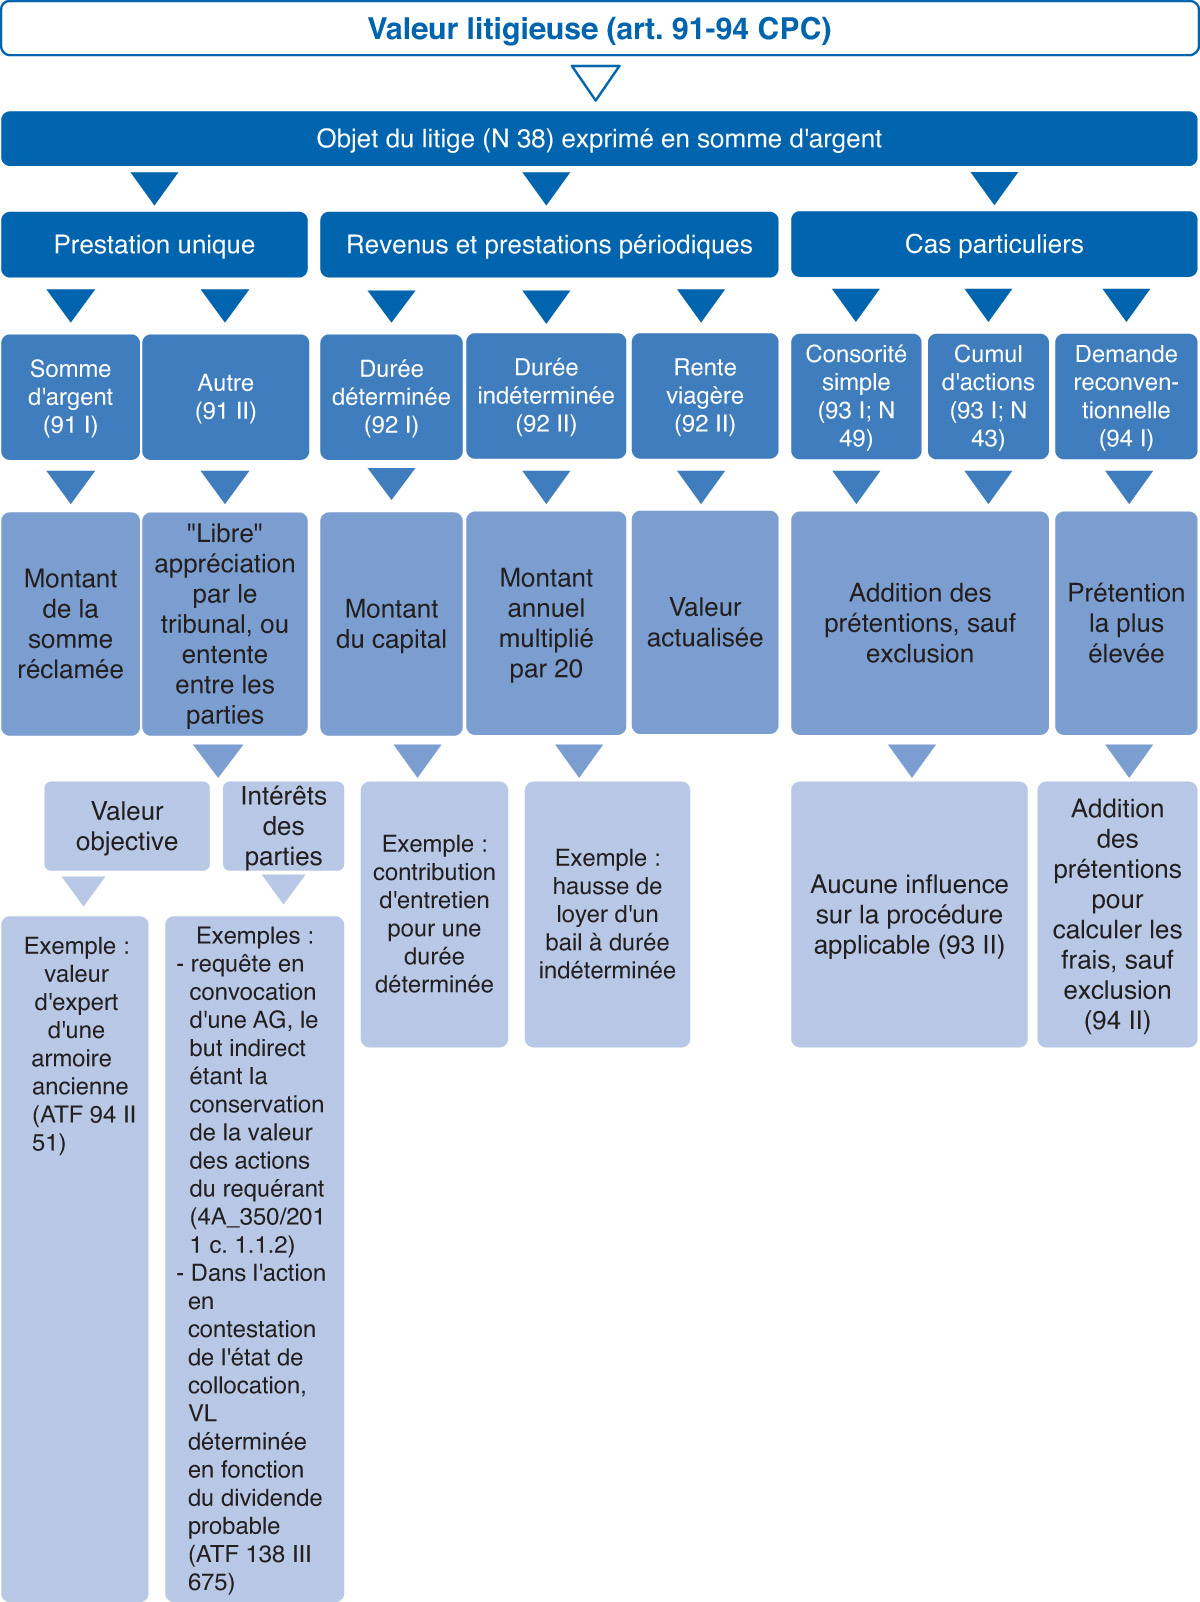 Valeur litigieuse (art. 91-94 CPC)
Objet du litige (N 38) exprimé en somme d'argent
Prestation unique
Revenus et prestations périodiques
Cas particuliers
Somme
d'argent
(91 I)
Autre
(91 II)
Durée
déterminée
(92 I)
Durée
indéterminée
(92 II)
Rente
viagère
(92 II)
Consorité
simple
(93 I; N
49)
Cumul
d'actions
(93 I; N
43)
Demande
reconven-
tionnelle
(94 I)
Montant
de la
somme
réclamée
"Libre"
appréciation
par le
tribunal, ou
entente
entre les
parties
Montant
du capital
Montant
annuel
multiplié
par 20
Valeur
actualisée
Addition des
prétentions, sauf
exclusion
Prétention
la plus
élevée
Valeur
objective
Intérêts
des
parties
Exemple :
contribution
d'entretien
pour une
durée
déterminée
Exemple :
hausse de
loyer d'un
bail à durée
indéterminée
Aucune influence
sur la procédure
applicable (93 II)
Addition
des
prétentions
pour
calculer les
frais, sauf
exclusion
(94 II)
Exemple :
valeur
d'expert
d'une
armoire
ancienne
(ATF 94 II
51)
Exemples :
- requête en
convocation
d'une AG, le
but indirect
étant la
conservation
de la valeur
des actions
du requérant
(4A_350/201
1 c. 1.1.2)
- Dans l'action
en
contestation
de l'état de
collocation,
VL
déterminée
en fonction
du dividende
probable
(ATF 138 III
675)